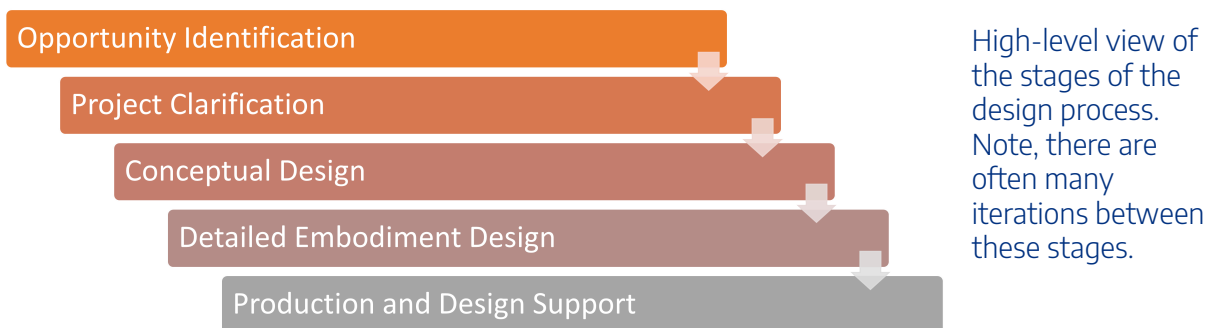 Opportunity Identification
Project Clarification
Conceptual Design
Detailed Embodiment Design
Production and Design Support
High-level view of
the stages of the
design process.
Note, there are
often many
iterations between
these stages.